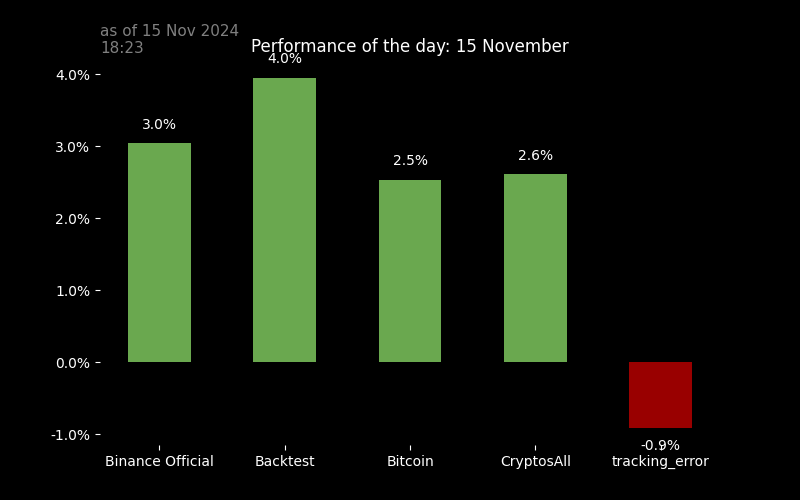 as of 15 Nov 2024
18:23
Performance of the day: 15 November
4.0%
3.0%
2.0%
1.0%
0.0%
-1.0%
3.0%
4.0%
2.5%
2.6%
-0.9%
Binance Official
Backtest
Bitcoin
CryptosAll
tracking_error